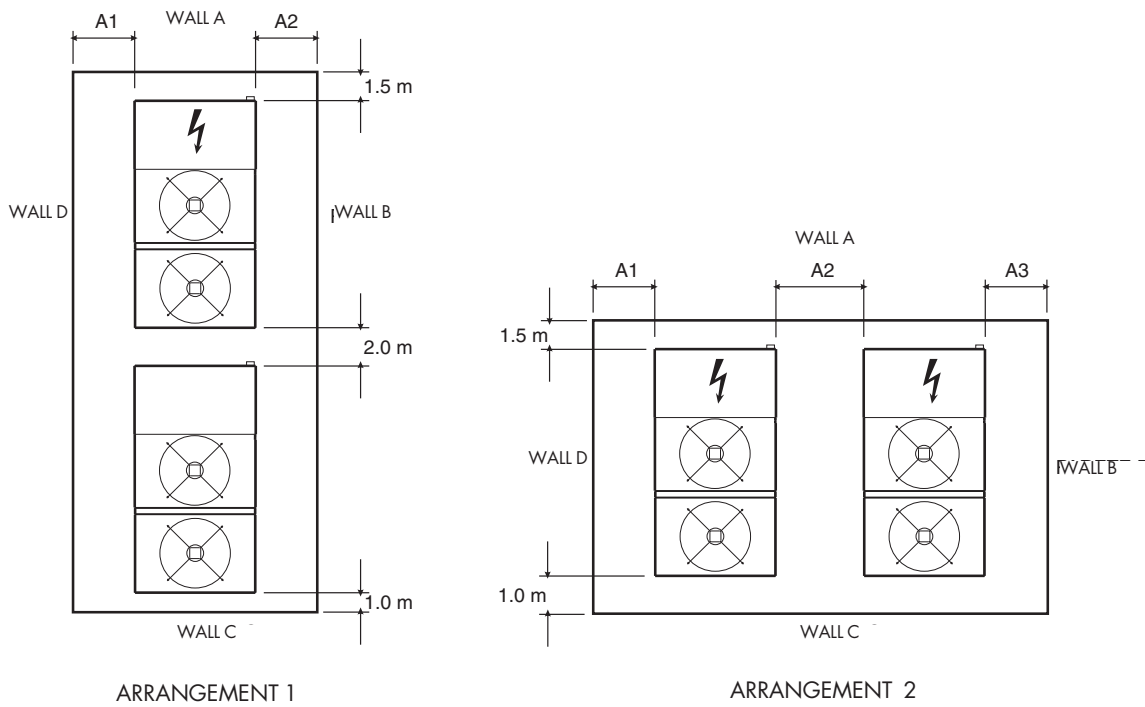 A1
WALL A
A2
1.5 m
WALL D
WALL B
2.0 m
1.0 m
WALL C
ARRANGEMENT 1
WALL A
A1
A2
A3
1.5 m
WALL D
WALL B
1.0 m
WALL C
ARRANGEMENT 2